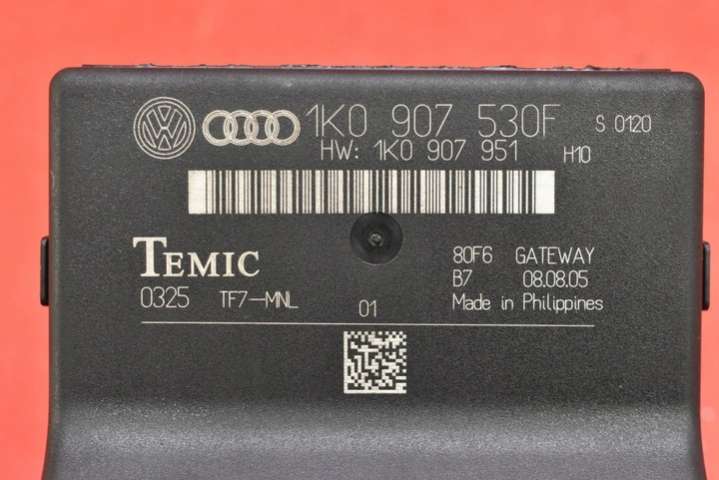 1K0 907 530F S 0120
HW: 1K0 907 951 H10
TEMIC
0325 TF7-MNL
01
80F6 GATEWAY
B7 08.08.05
Made in Philippines